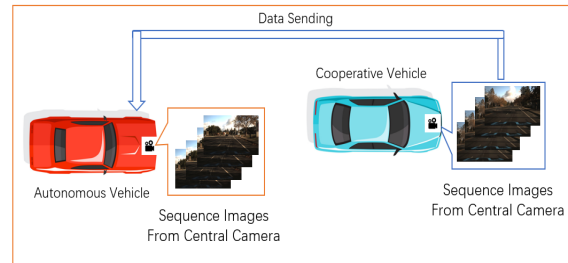 Data Sending
Cooperative Vehicle
Autonomous Vehicle
Sequence Images
From Central Camera
Sequence Images
From Central Camera